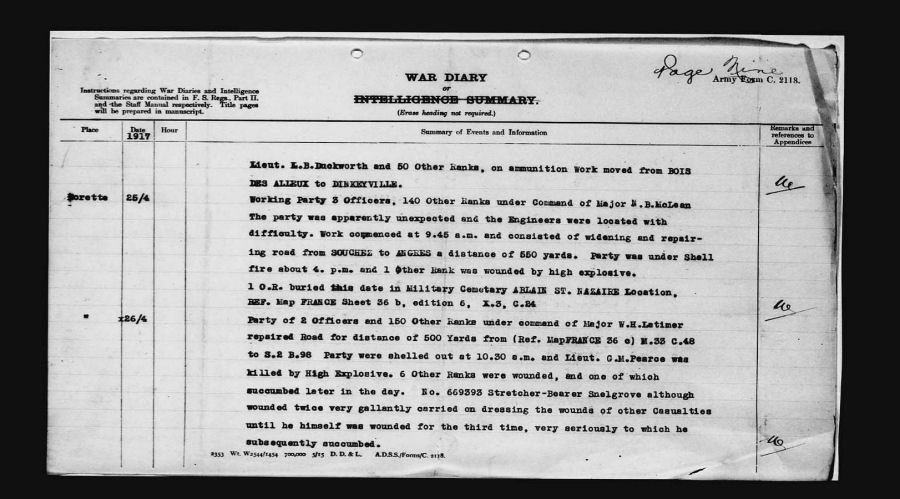 Page Nine
WAR DIARY
or
INTELLIGENCE SUMMARY.
(Erase heading not required.)
Army Form C. 2118.
Instructions regarding War Diaries and Intelligence
Summaries are contained in F. S. Regs., Part II.
and the Staff Manual respectively. Title pages
will be prepared in manuscript.
Place
Date
1917
Hour
Summary of Events and Information
Remarks and
references to
Appendices
Lieut. L.B.Duckworth and 50 Other Ranks, on ammunition Work moved from BOIS
DES ALIEUX to DINKEYVILLE.
Lorette 25/4 Working Party 3 Officers, 140 Other Ranks under Command of Major N.B.McLean
The party was apparently unexpected and the Engineers were located with
difficulty. Work commenced at 9.45 a.m. and consisted of widening and repair-
ing road from SOUCHEZ to ANGRES a distance of 550 yards. Party was under Shell
fire about 4. p.m. and 1 Other Rank was wounded by high explosive.
1 O.R. buried this date in Military Cemetary ABLAIN ST. NAZAIRE Location,
REF. Map FRANCE Sheet 36 b, edition 6, X.3, C.24
" 26/4 Party of 2 Officers and 150 Other Ranks under command of Major W.H.Latimer
repaired Road for distance of 500 Yards from (Ref. MapFRANCE 36 c) M.33 C.48
to S.2 B.98 Party were shelled out at 10.30 a.m. and Lieut. G.M.Pearce was
killed by High Explosive. 6 Other Ranks were wounded, and one of which
succumbed later in the day. No. 669393 Stretcher-Bearer Snelgrove although
wounded twice very gallantly carried on dressing the wounds of other Casualties
until he himself was wounded for the third time, very seriously to which he
subsequently succumbed.
2353 Wt. W2544/1454 700,000 5/15 D. D. & L. A.D.S.S./Forms/C. 2118.